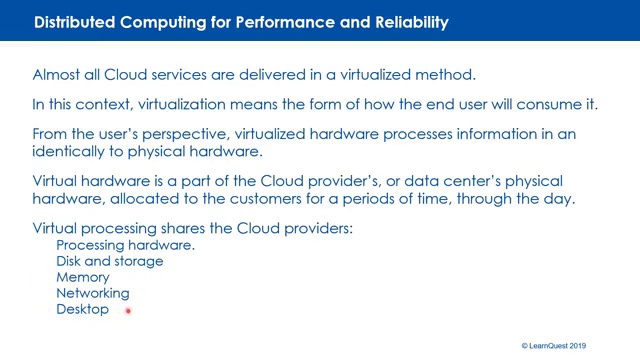 Distributed Computing for Performance and Reliability
Almost all Cloud services are delivered in a virtualized method.
In this context, virtualization means the form of how the end user will consume it.
From the user's perspective, virtualized hardware processes information in an
identically to physical hardware.
Virtual hardware is a part of the Cloud provider's, or data center's physical
hardware, allocated to the customers for a periods of time, through the day.
Virtual processing shares the Cloud providers:
Processing hardware.
Disk and storage
Memory
Networking
Desktop
© LearnQuest 2019